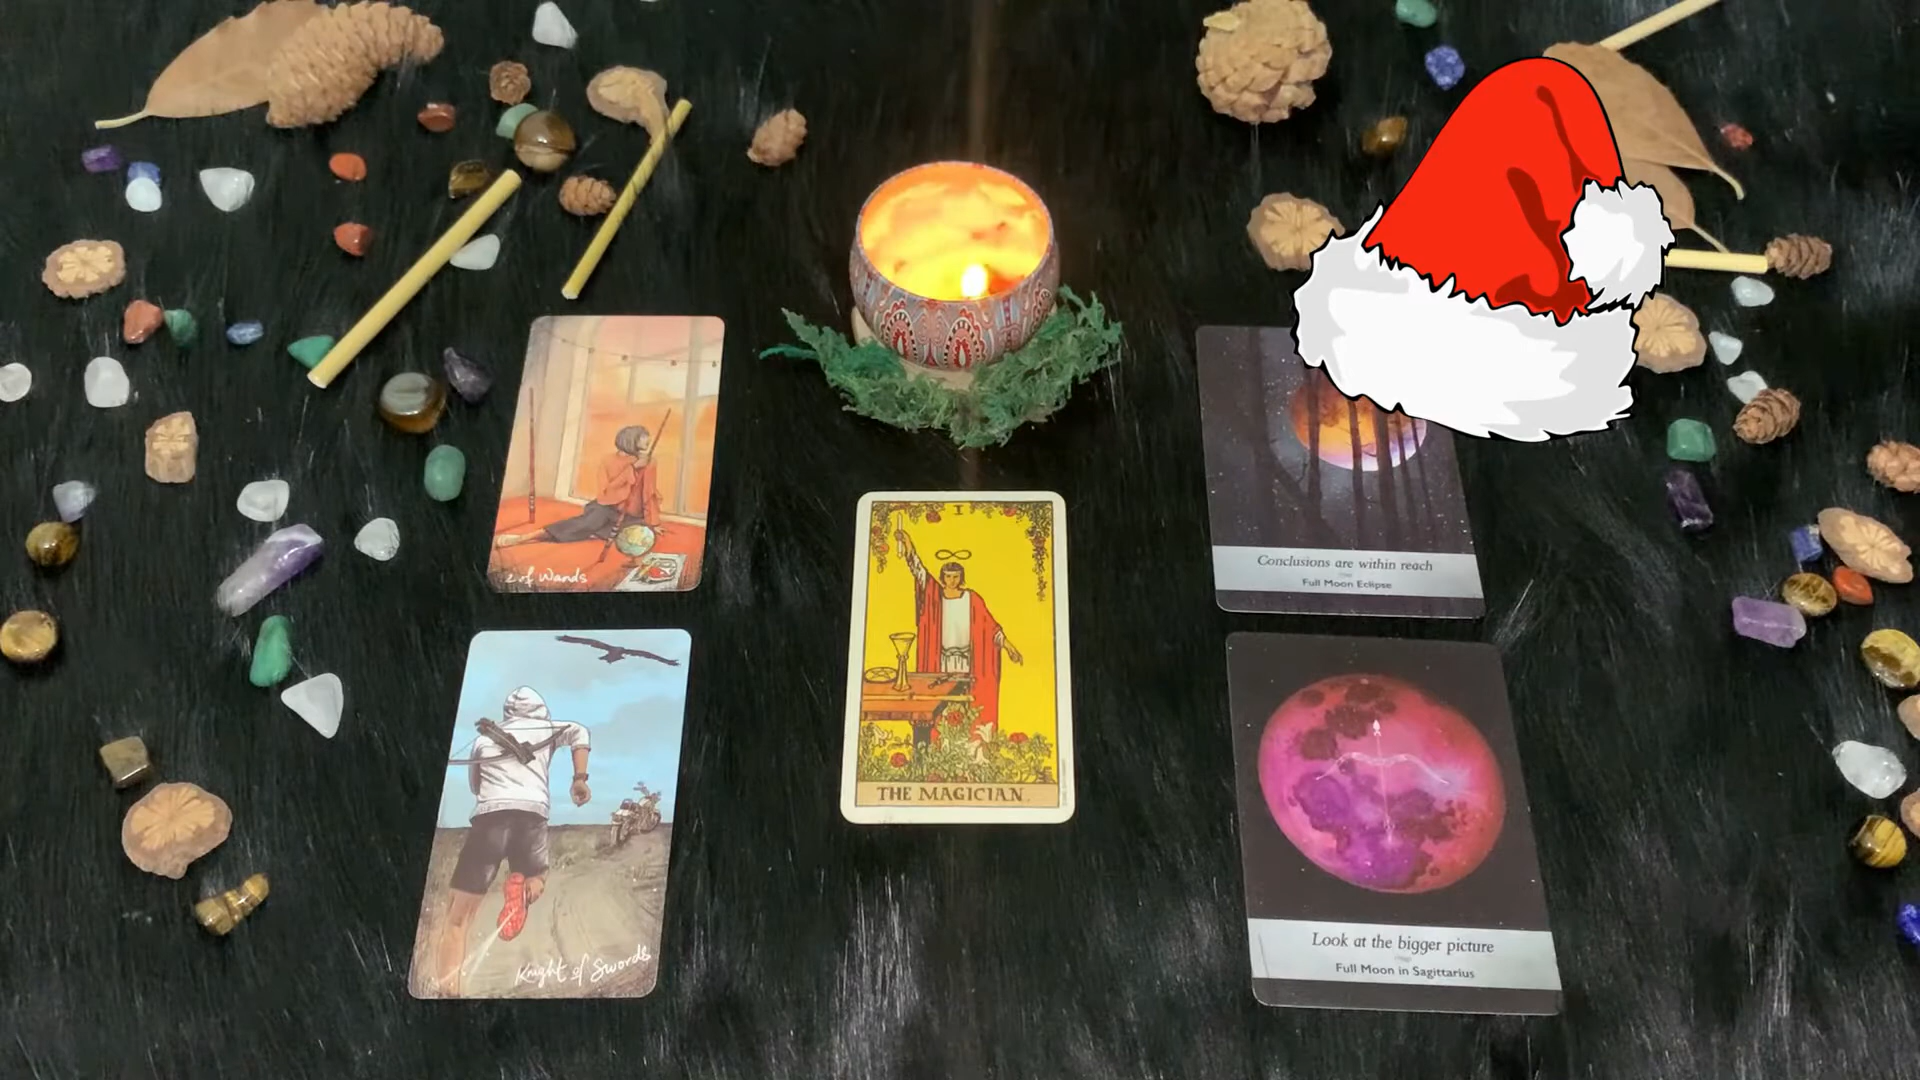 2 of Wands
Knight of Swords
I
THE MAGICIAN.
Conclusions are within reach
Full Moon Eclipse
Look at the bigger picture
Full Moon in Sagittarius